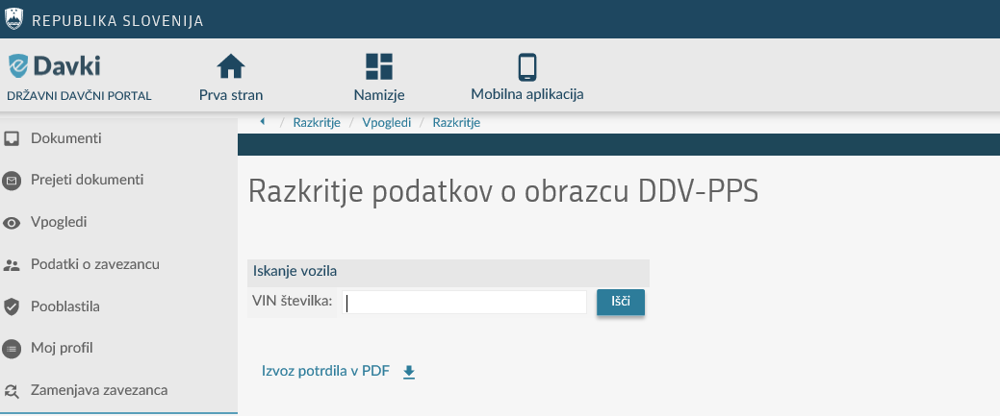 REPUBLIKA SLOVENIJA
eDavki
DRŽAVNI DAVČNI PORTAL
Prva stran
Namizje
Mobilna aplikacija
/ Razkritje / Vpogledi / Razkritje
Dokumenti
Prejeti dokumenti
Vpogledi
Podatki o zavezancu
Pooblastila
Moj profil
Zamenjava zavezanca
Razkritje podatkov o obrazcu DDV-PPS
Iskanje vozila
VIN številka:
Išči
Izvoz potrdila v PDF